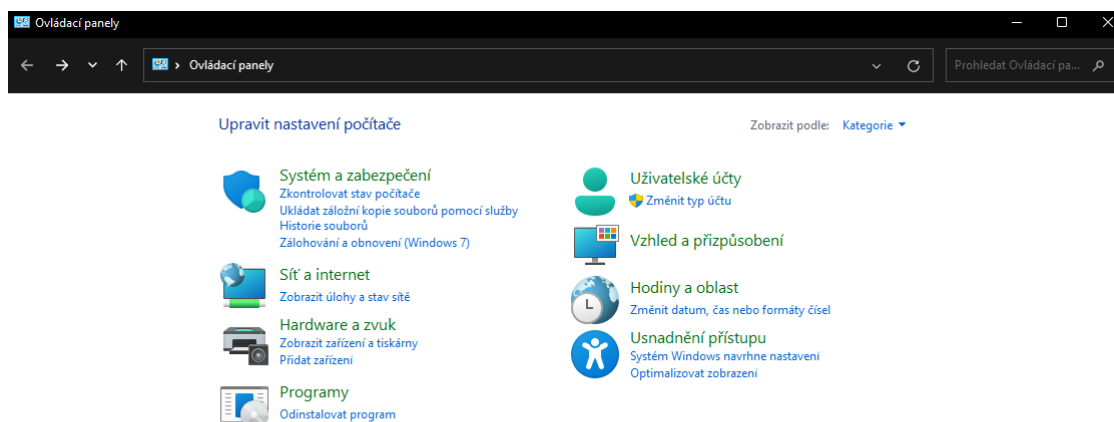 Ovládací panely
Ovládací panely
Prohledat Ovládací pa...
Upravit nastavení počítače
Zobrazit podle: Kategorie
Systém a zabezpečení
Zkontrolovat stav počítače
Ukládat záložní kopie souborů pomocí služby
Historie souborů
Zálohování a obnovení (Windows 7)
Síť a internet
Zobrazit úlohy a stav sítě
Hardware a zvuk
Zobrazit zařízení a tiskárny
Přidat zařízení
Programy
Odinstalovat program
Uživatelské účty
Změnit typ účtu
Vzhled a přizpůsobení
Hodiny a oblast
Změnit datum, čas nebo formáty čísel
Usnadnění přístupu
Systém Windows navrhne nastavení
Optimalizovat zobrazení